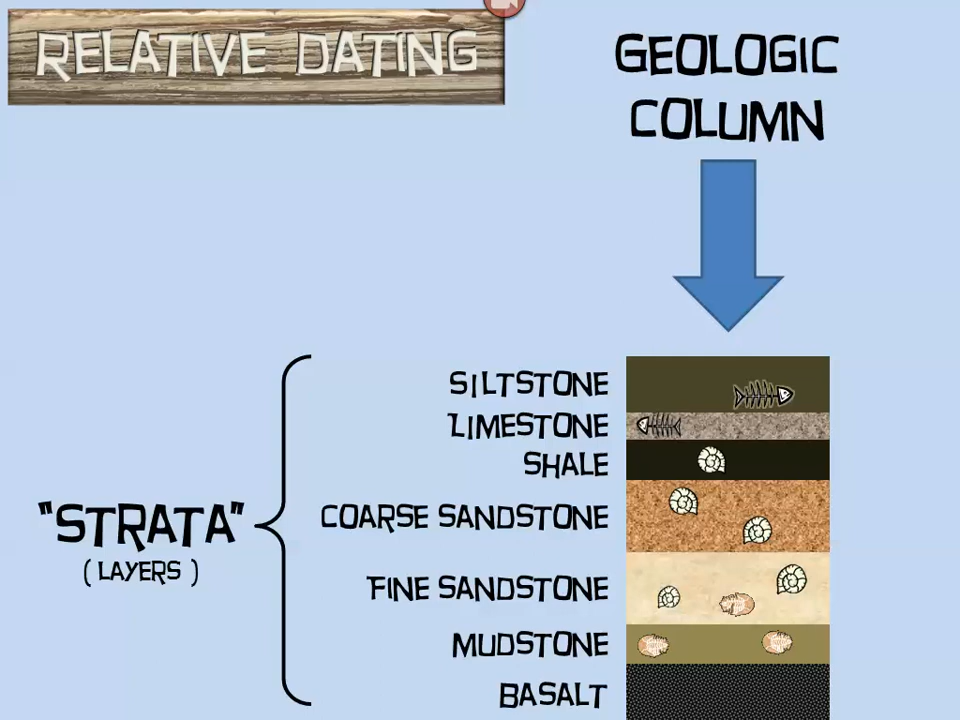 RELATIVE DATING
GEOLOGIC
COLUMN
SILTSTONE
LIMESTONE
SHALE
COARSE SANDSTONE
"STRATA"
(LAYERS)
FINE SANDSTONE
MUDSTONE
BASALT